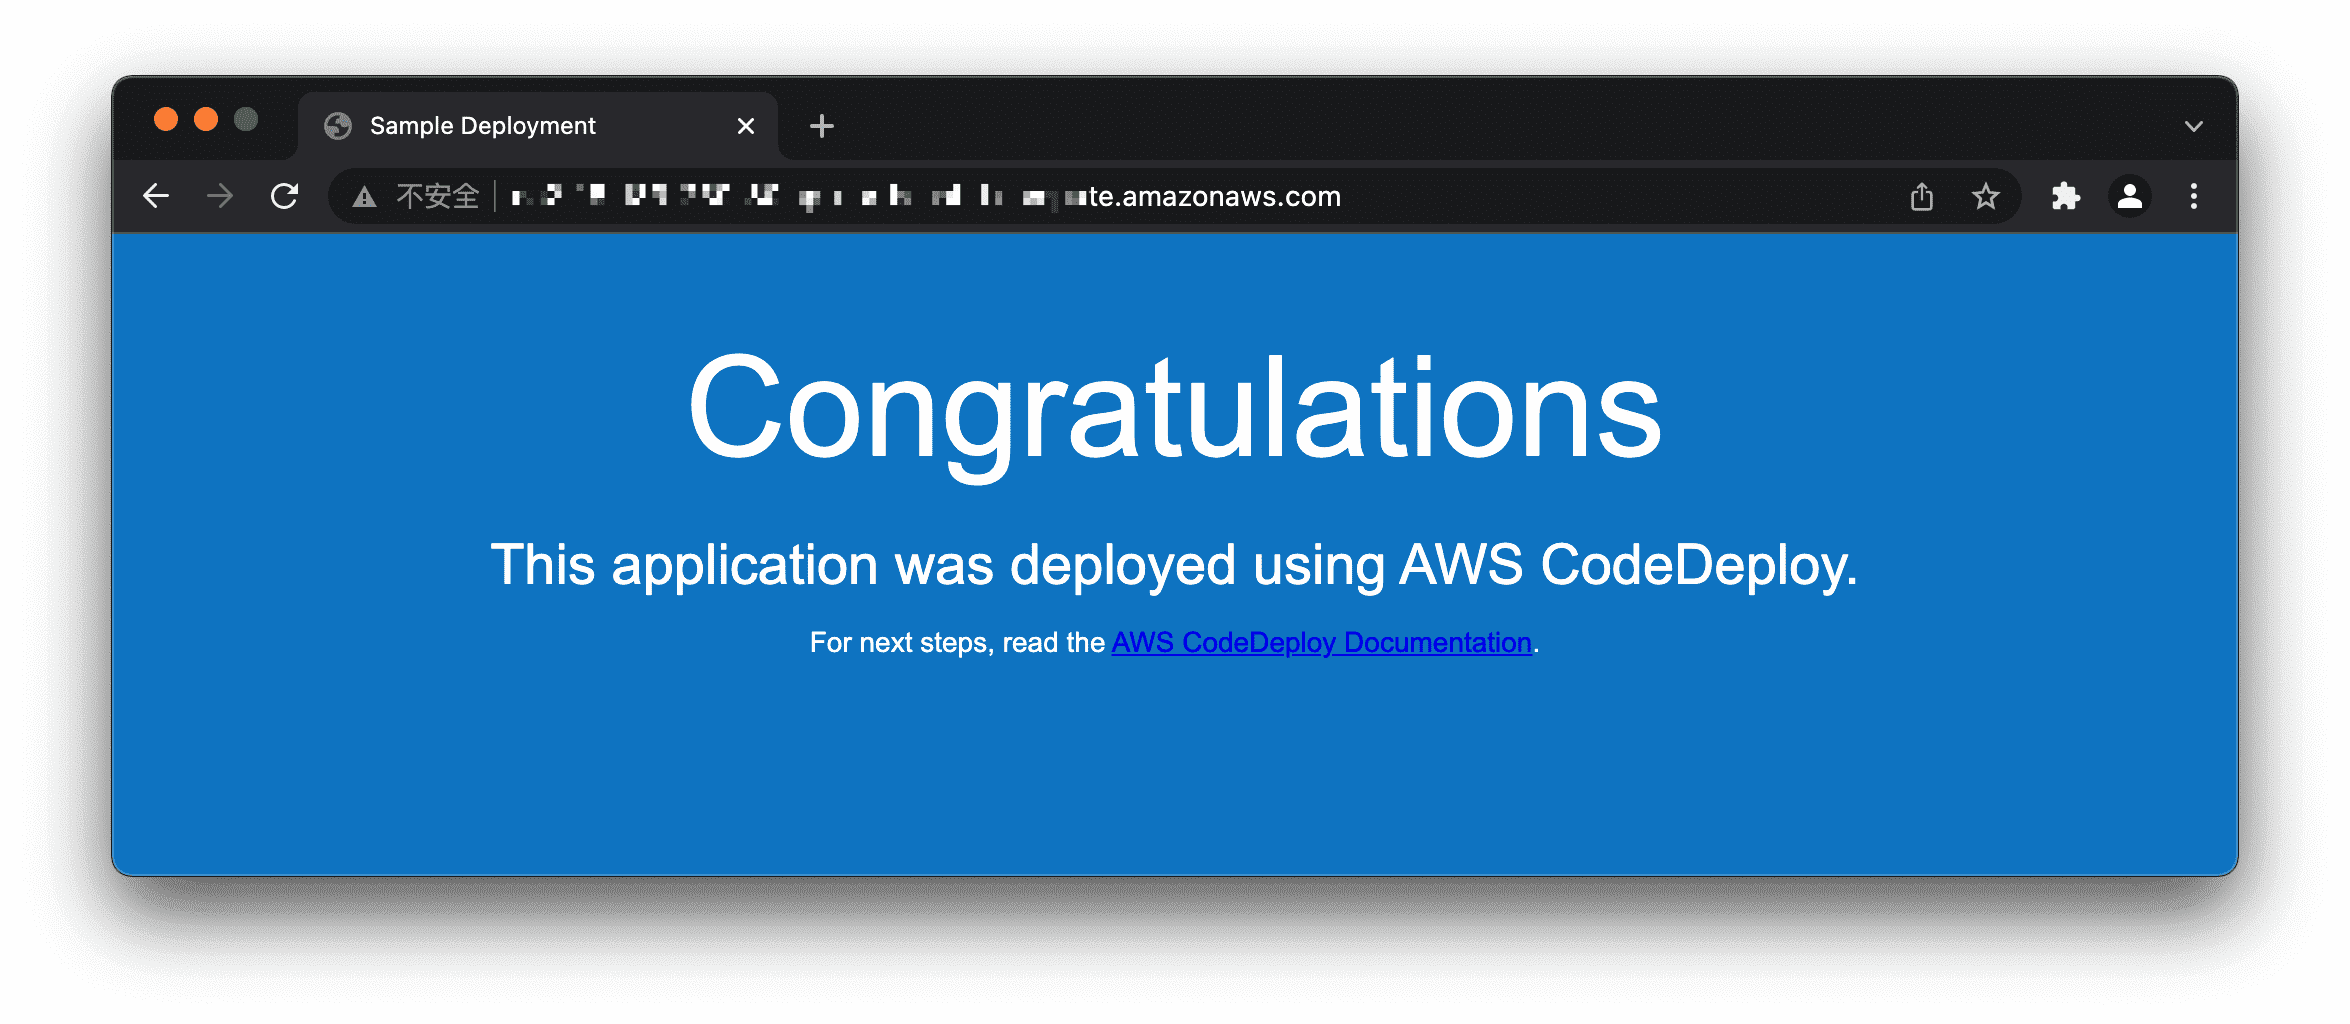 Sample Deployment
不安全 te.amazonaws.com
Congratulations
This application was deployed using AWS CodeDeploy.
For next steps, read the AWS CodeDeploy Documentation.